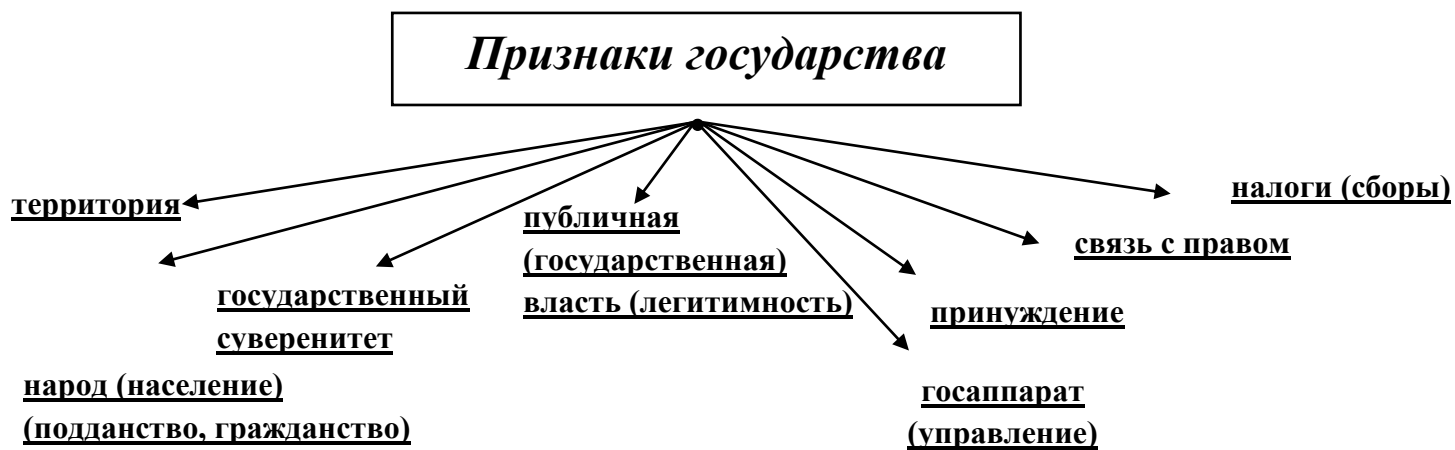 Признаки государства
территория
народ (население)
(подданство, гражданство)
государственный
суверенитет
публичная
(государственная)
власть (легитимность)
госаппарат
(управление)
принуждение
связь с правом
налоги (сборы)